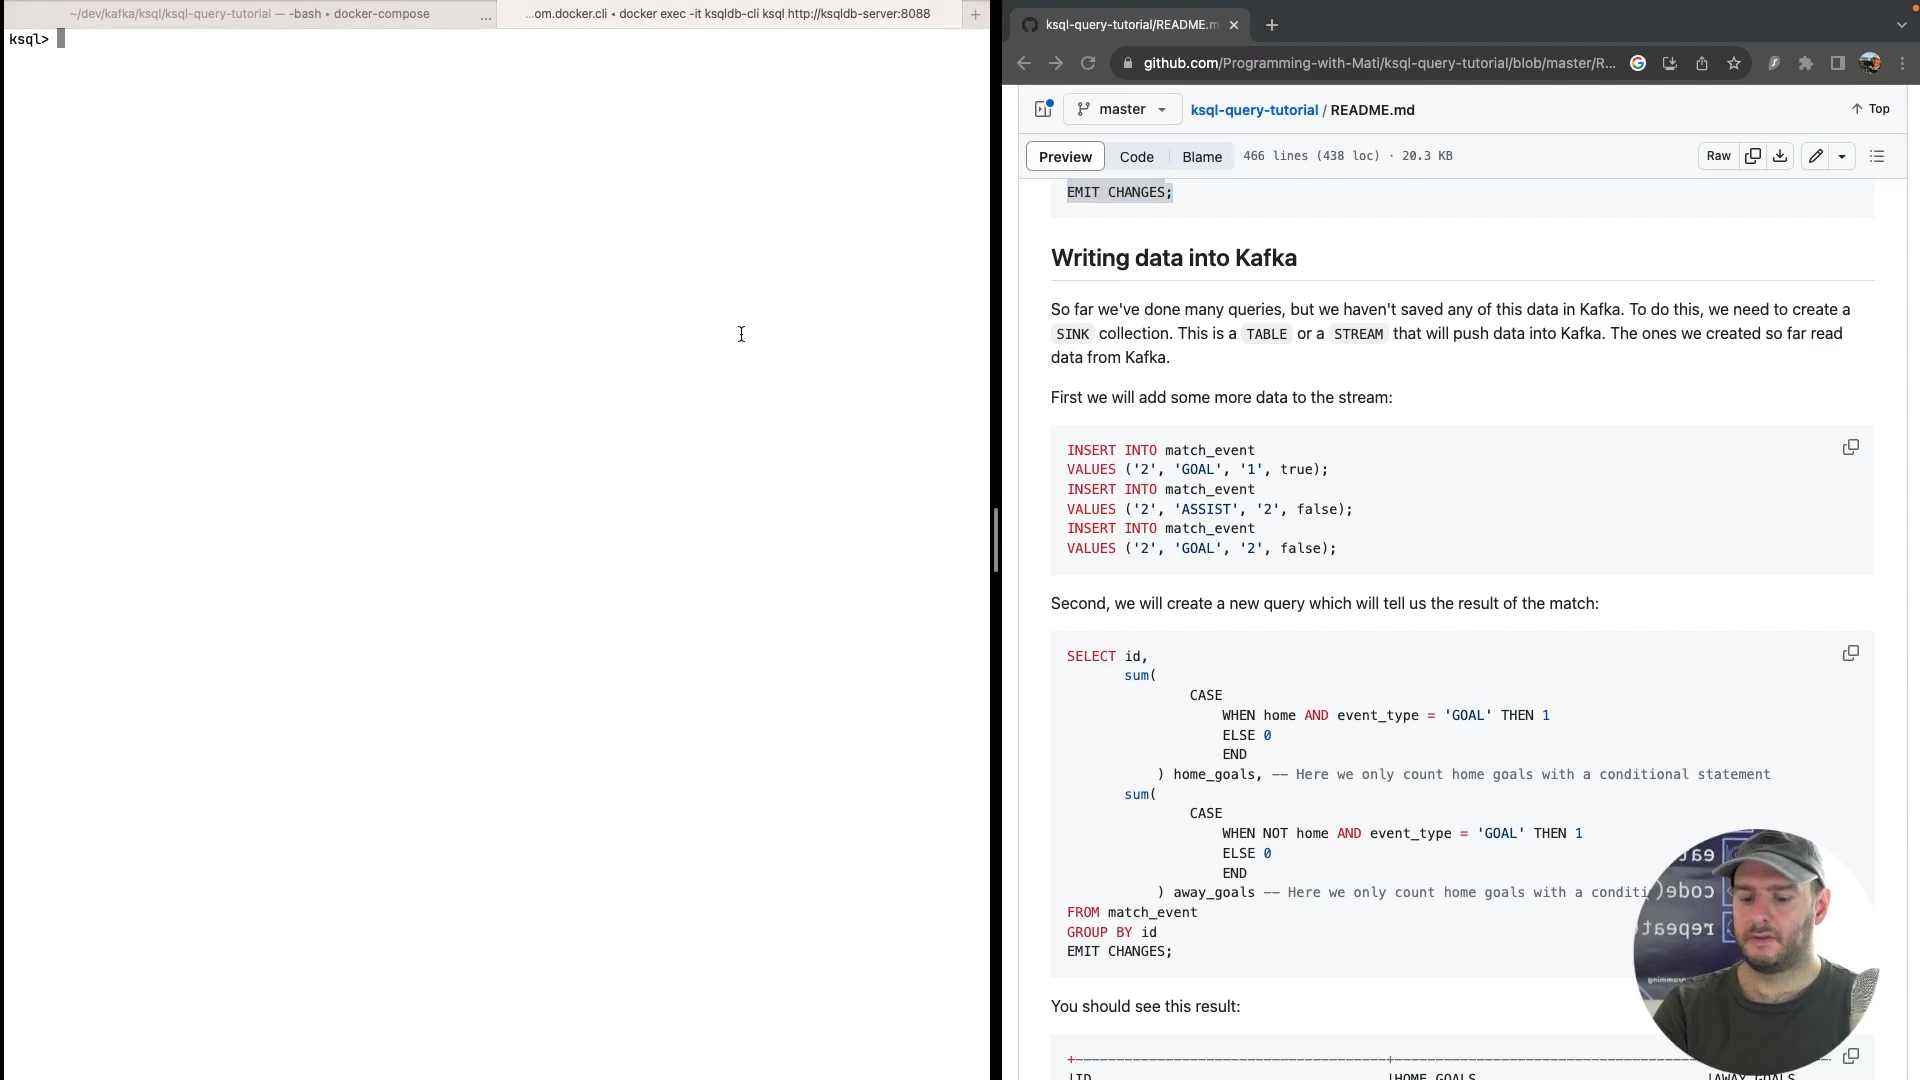 ~/dev/kafka/ksql/ksql-query-tutorial — -bash ‣ docker-compose
...
...om.docker.cli ◂ docker exec -it ksqldb-cli ksql http://ksqldb-server:8088
ksql>
ksql-query-tutorial/README.m
github.com/Programming-with-Mati/ksql-query-tutorial/blob/master/R...
master
ksql-query-tutorial / README.md
Top
Preview
Code
Blame
466 lines (438 loc) · 20.3 KB
Raw
EMIT CHANGES;
Writing data into Kafka
So far we've done many queries, but we haven't saved any of this data in Kafka. To do this, we need to create a
SINK collection. This is a TABLE or a STREAM that will push data into Kafka. The ones we created so far read
data from Kafka.
First we will add some more data to the stream:
INSERT INTO match_event
VALUES ('2', 'GOAL', '1', true);
INSERT INTO match_event
VALUES ('2', 'ASSIST', '2', false);
INSERT INTO match_event
VALUES ('2', 'GOAL', '2', false);
Second, we will create a new query which will tell us the result of the match:
SELECT id,
sum(
CASE
WHEN home AND event_type = 'GOAL' THEN 1
ELSE 0
END
) home_goals, -- Here we only count home goals with a conditional statement
sum(
CASE
WHEN NOT home AND event_type = 'GOAL' THEN 1
ELSE 0
END
) away_goals -- Here we only count home goals with a conditi
FROM match_event
GROUP BY id
EMIT CHANGES;
eat
code(
repeat
You should see this result:
|ID |HOME_GOALS |AWAY_GOALS